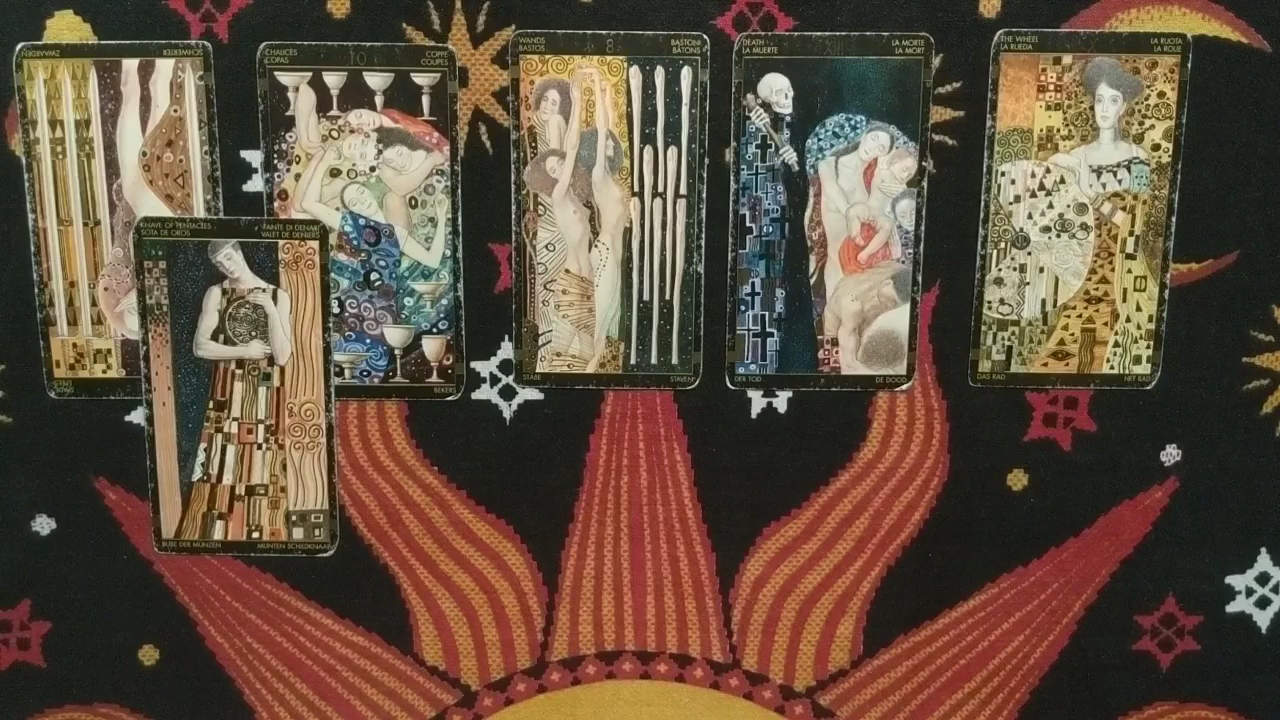 ZWAARDEN
SCHWERTER
CHALICES
COPAS
10
COPPE
COUPES
WANDS
BASTOS
8
BASTONI
BÂTONS
DEATH
LA MUERTE
XIII
LA MORTE
LA MORT
THE WHEEL
LA RUEDA
LA RUOTA
LA ROUE
KNAVE OF PENTACLES
SOTA DE OROS
FANTE DI DENARI
VALET DE DENIERS
BEKERS
STÄBE
STAVEN
DER TOD
DE DOOD
DAS RAD
HET RAD
BUBE DER MÜNZEN
MUNTEN SCHILDKNAAP